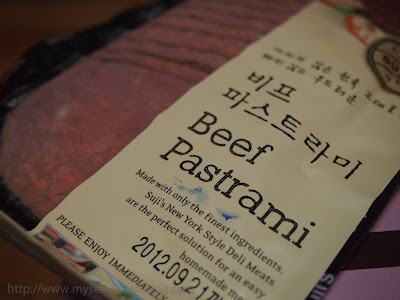 비프
파스트라미
Beef
Pastrami
Made with only the finest ingredients.
Suji's New York Style Deli Meats
are the perfect solution for an easy
homemade me
PLEASE ENJOY IMMEDIATELY
2012.09.21
http://www.myse